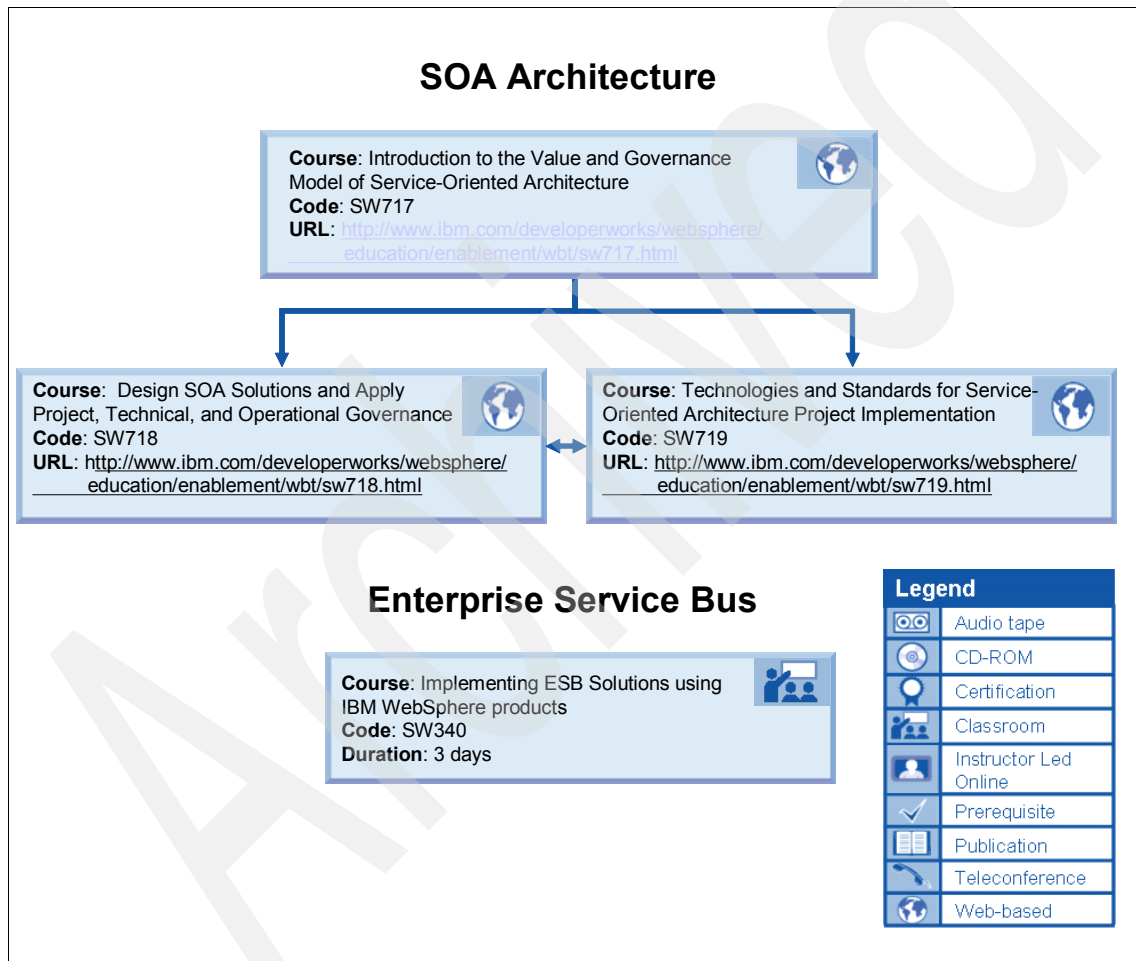 SOA Architecture
Course: Introduction to the Value and Governance
Model of Service-Oriented Architecture
Code: SW717
URL: http://www.ibm.com/developerworks/websphere/
education/enablement/wbt/sw717.html
Course: Design SOA Solutions and Apply
Project, Technical, and Operational Governance
Code: SW718
URL: http://www.ibm.com/developerworks/websphere/
education/enablement/wbt/sw718.html
Course: Technologies and Standards for Service-
Oriented Architecture Project Implementation
Code: SW719
URL: http://www.ibm.com/developerworks/websphere/
education/enablement/wbt/sw719.html
Enterprise Service Bus
Course: Implementing ESB Solutions using
IBM WebSphere products
Code: SW340
Duration: 3 days
Legend
Audio tape
CD-ROM
Certification
Classroom
Instructor Led
Online
Prerequisite
Publication
Teleconference
Web-based
Archived